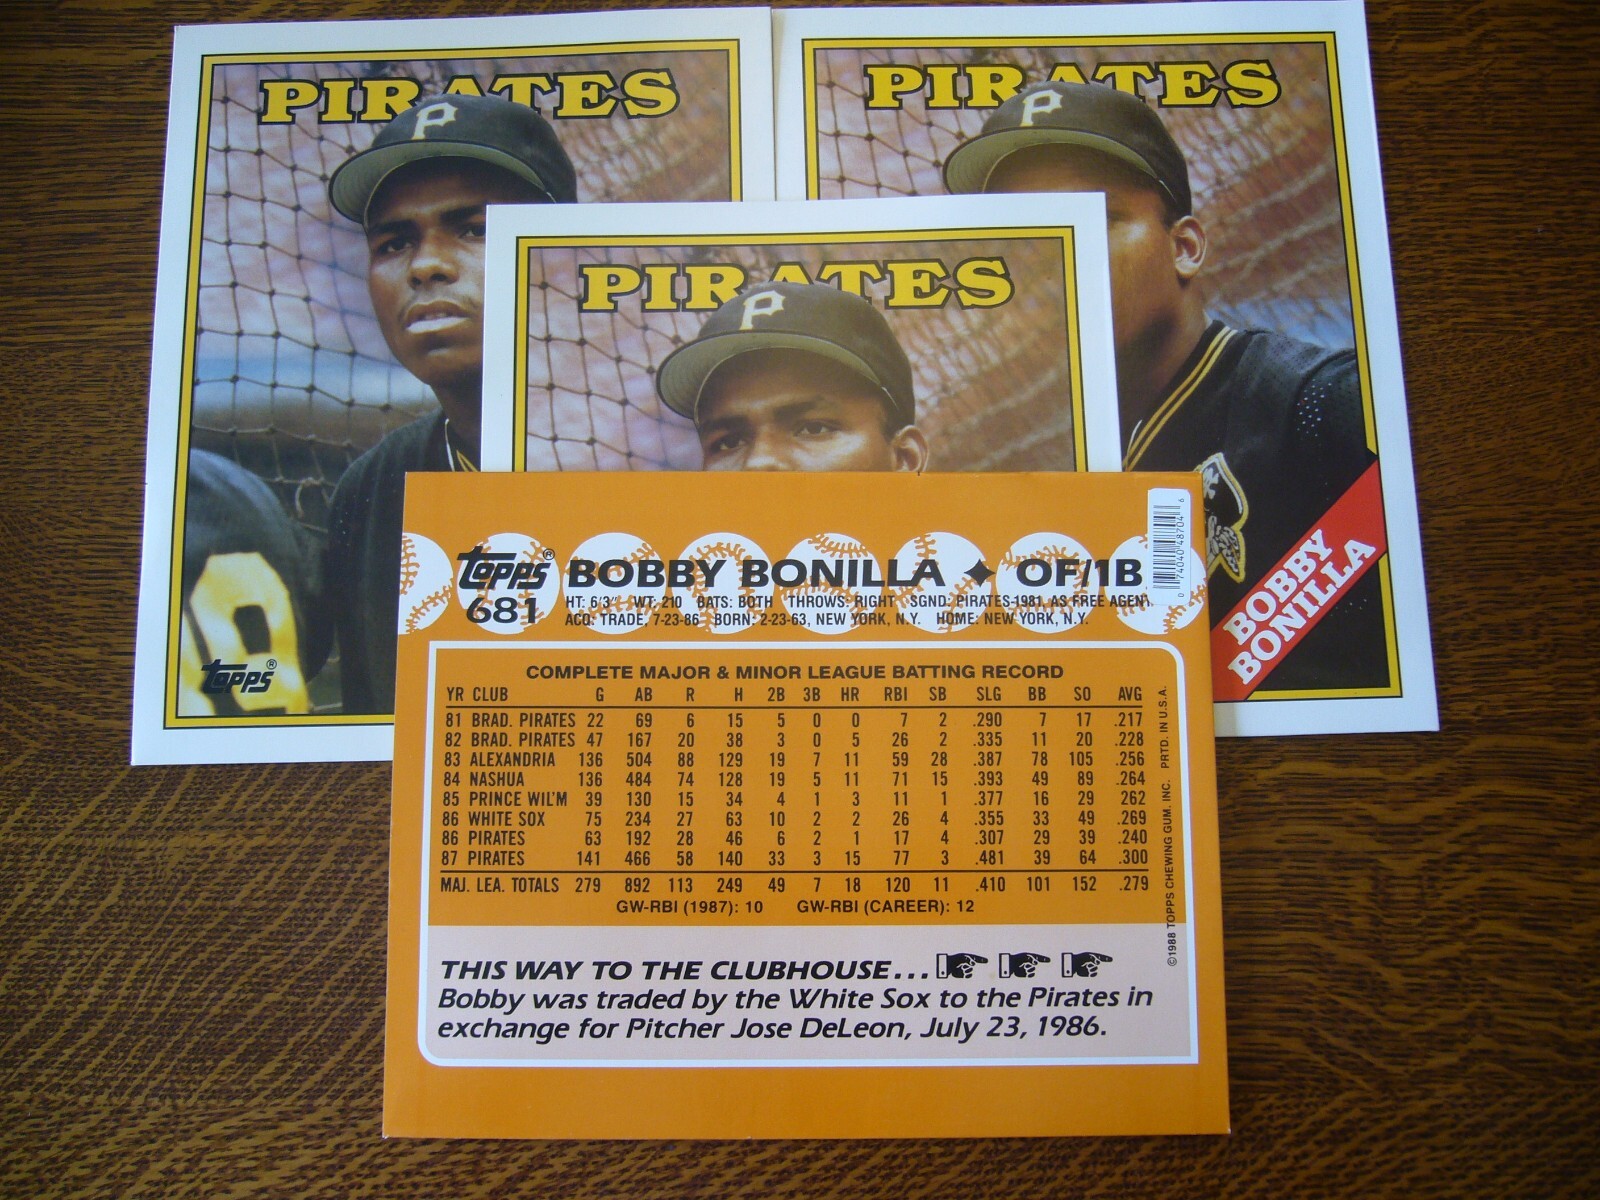 PIRATES
PIRATES
PIRATES
Topps®
BOBBY
BONILLA
Topps®
681
BOBBY BONILLA ✦ OF/1B
HT: 6'3" WT: 210 BATS: BOTH THROWS: RIGHT SGND: PIRATES-1981, AS FREE AGENT
ACQ: TRADE, 7-23-86 BORN: 2-23-63, NEW YORK, N.Y. HOME: NEW YORK, N.Y.
0 74040 48704 6
COMPLETE MAJOR & MINOR LEAGUE BATTING RECORD
YR CLUB G AB R H 2B 3B HR RBI SB SLG BB SO AVG
81 BRAD. PIRATES 22 69 6 15 5 0 0 7 2 .290 7 17 .217
82 BRAD. PIRATES 47 167 20 38 3 0 5 26 2 .335 11 20 .228
83 ALEXANDRIA 136 504 88 129 19 7 11 59 28 .387 78 105 .256
84 NASHUA 136 484 74 128 19 5 11 71 15 .393 49 89 .264
85 PRINCE WIL'M 39 130 15 34 4 1 3 11 1 .377 16 29 262
86 WHITE SOX 75 234 27 63 10 2 2 26 4 .355 33 49 .269
86 PIRATES 63 192 28 46 6 2 1 17 4 .307 29 39 .240
87 PIRATES 141 466 58 140 33 3 15 77 3 .481 39 64 .300
MAJ. LEA. TOTALS 279 892 113 249 49 7 18 120 11 .410 101 152 .279
GW-RBI (1987): 10 GW-RBI (CAREER): 12
©1988 TOPPS CHEWING GUM, INC. PRTD. IN U.S.A.
THIS WAY TO THE CLUBHOUSE...
Bobby was traded by the White Sox to the Pirates in
exchange for Pitcher Jose DeLeon, July 23, 1986.